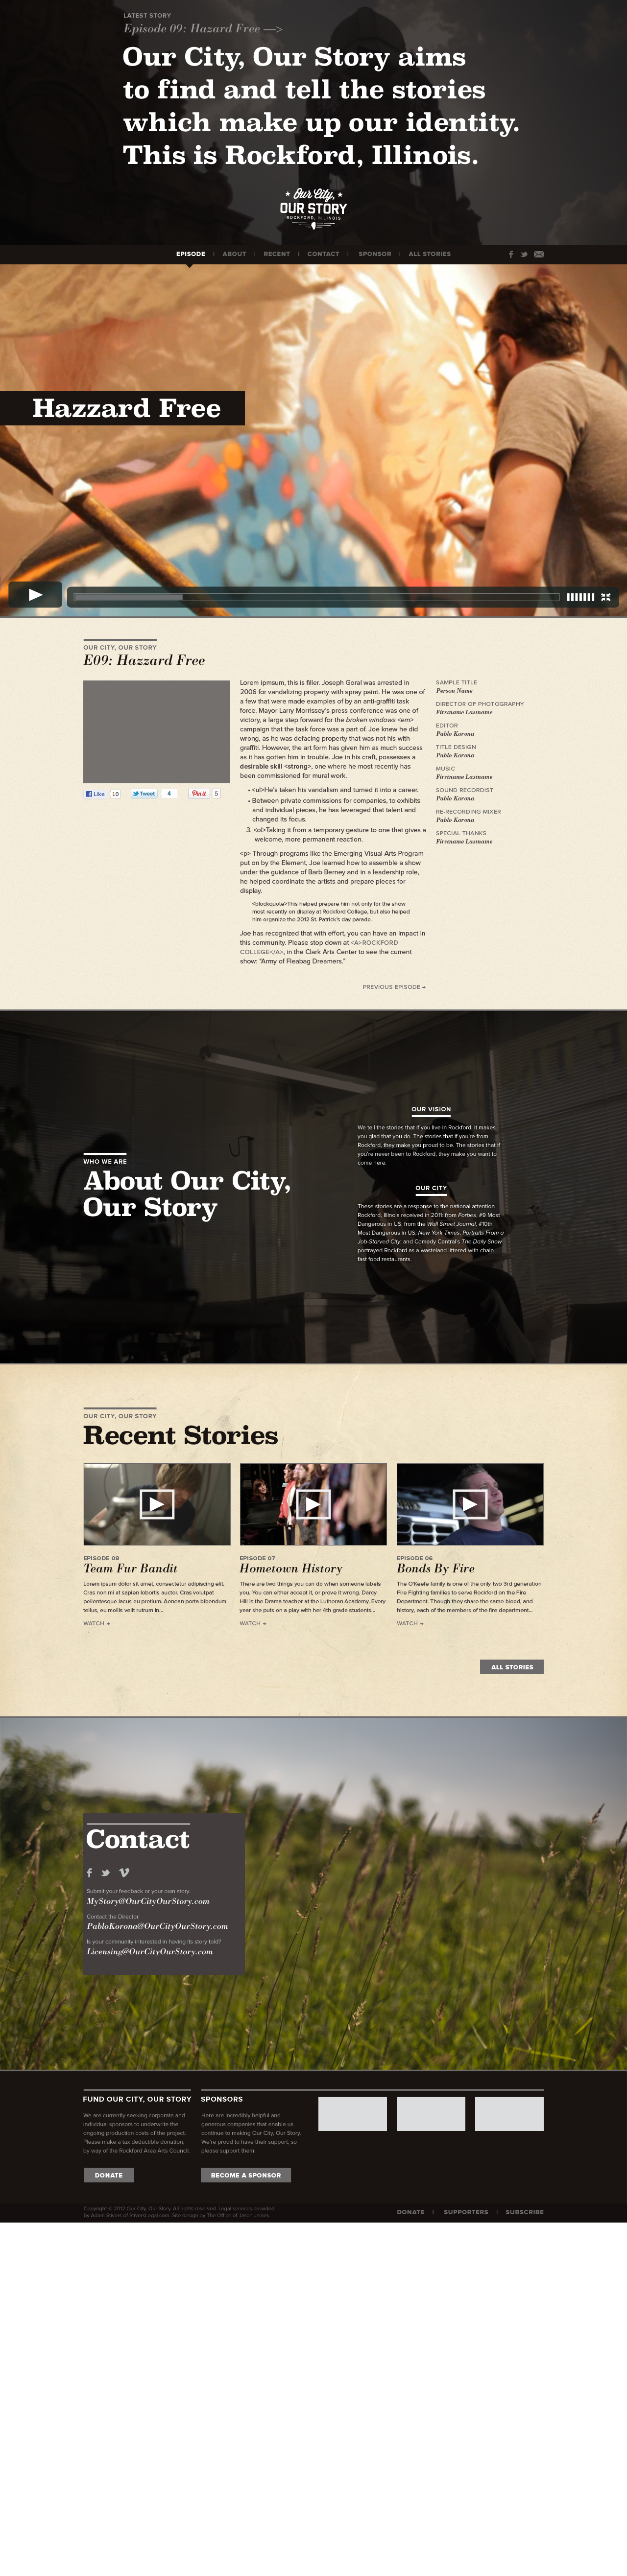 LATEST STORY
Episode 09: Hazard Free —>
Our City, Our Story aims
to find and tell the stories
which make up our identity.
This is Rockford, Illinois.
Our City,
OUR STORY
ROCKFORD, ILLINOIS
EPISODE | ABOUT | RECENT | CONTACT | SPONSOR | ALL STORIES
Hazzard Free
OUR CITY, OUR STORY
E09: Hazzard Free
Like 10 Tweet 4 Pin it 5
Lorem ipmsum, this is filler. Joseph Goral was arrested in
2006 for vandalizing property with spray paint. He was one of
a few that were made examples of by an anti-graffiti task
force. Mayor Larry Morrissey's press conference was one of
victory, a large step forward for the broken windows <em>
campaign that the task force was a part of. Joe knew he did
wrong, as he was defacing property that was not his with
graffiti. However, the art form has given him as much success
as it has gotten him in trouble. Joe in his craft, posesses a
desirable skill <strong>, one where he most recently has
been commissioned for mural work.
• <ul>He's taken his vandalism and turned it into a career.
• Between private commissions for companies, to exhibits
and individual pieces, he has leveraged that talent and
changed its focus.
3. <ol>Taking it from a temporary gesture to one that gives a
welcome, more permanent reaction.
<p> Through programs like the Emerging Visual Arts Program
put on by the Element, Joe learned how to assemble a show
under the guidance of Barb Berney and in a leadership role,
he helped coordinate the artists and prepare pieces for
display.
<blockquote>This helped prepare him not only for the show
most recently on display at Rockford College, but also helped
him organize the 2012 St. Patrick's day parade.
Joe has recognized that with effort, you can have an impact in
this community. Please stop down at <A>ROCKFORD
COLLEGE</A>, in the Clark Arts Center to see the current
show: "Army of Fleabag Dreamers."
PREVIOUS EPISODE
SAMPLE TITLE
Person Name
DIRECTOR OF PHOTOGRAPHY
Firstname Lastname
EDITOR
Pablo Korona
TITLE DESIGN
Pablo Korona
MUSIC
Firstname Lastname
SOUND RECORDIST
Pablo Korona
RE-RECORDING MIXER
Pablo Korona
SPECIAL THANKS
Firstname Lastname
WHO WE ARE
About Our City,
Our Story
OUR VISION
We tell the stories that if you live in Rockford, it makes
you glad that you do. The stories that if you're from
Rockford, they make you proud to be. The stories that if
you're never been to Rockford, they make you want to
come here.
OUR CITY
These stories are a response to the national attention
Rockford, Illinois received in 2011: from Forbes, #9 Most
Dangerous in US; from the Wall Street Journal, #10th
Most Dangerous in US; New York Times, Portraits From a
Job-Starved City; and Comedy Central's The Daily Show
portrayed Rockford as a wasteland littered with chain
fast food restaurants.
OUR CITY, OUR STORY
Recent Stories
EPISODE 08
Team Fur Bandit
Lorem ipsum dolor sit amet, consectetur adipiscing elit.
Cras non mi at sapien lobortis auctor. Cras volutpat
pellentesque lacus eu pretium. Aenean porta bibendum
tellus, eu mollis velit rutrum in...
WATCH
EPISODE 07
Hometown History
There are two things you can do when someone labels
you. You can either accept it, or prove it wrong. Darcy
Hill is the Drama teacher at the Lutheran Academy. Every
year she puts on a play with her 4th grade students...
WATCH
EPISODE 06
Bonds By Fire
The O'Keefe family is one of the only two 3rd generation
Fire Fighting families to serve Rockford on the Fire
Department. Though they share the same blood, and
history, each of the members of the fire department...
WATCH
ALL STORIES
Contact
Submit your feedback or your own story.
MyStory@OurCityOurStory.com
Contact the Director.
PabloKorona@OurCityOurStory.com
Is your community interested in having its story told?
Licensing@OurCityOurStory.com
FUND OUR CITY, OUR STORY
We are currently seeking corporate and
individual sponsors to underwrite the
ongoing production costs of the project.
Please make a tax deductible donation,
by way of the Rockford Area Arts Council.
DONATE
SPONSORS
Here are incredibly helpful and
generous companies that enable us
continue to making Our City, Our Story.
We're proud to have their support, so
please support them!
BECOME A SPONSOR
Copyright © 2012 Our City, Our Story. All rights reserved. Legal services provided
by Adam Stivers of StiversLegal.com. Site design by The Office of Jason James.
DONATE | SUPPORTERS | SUBSCRIBE